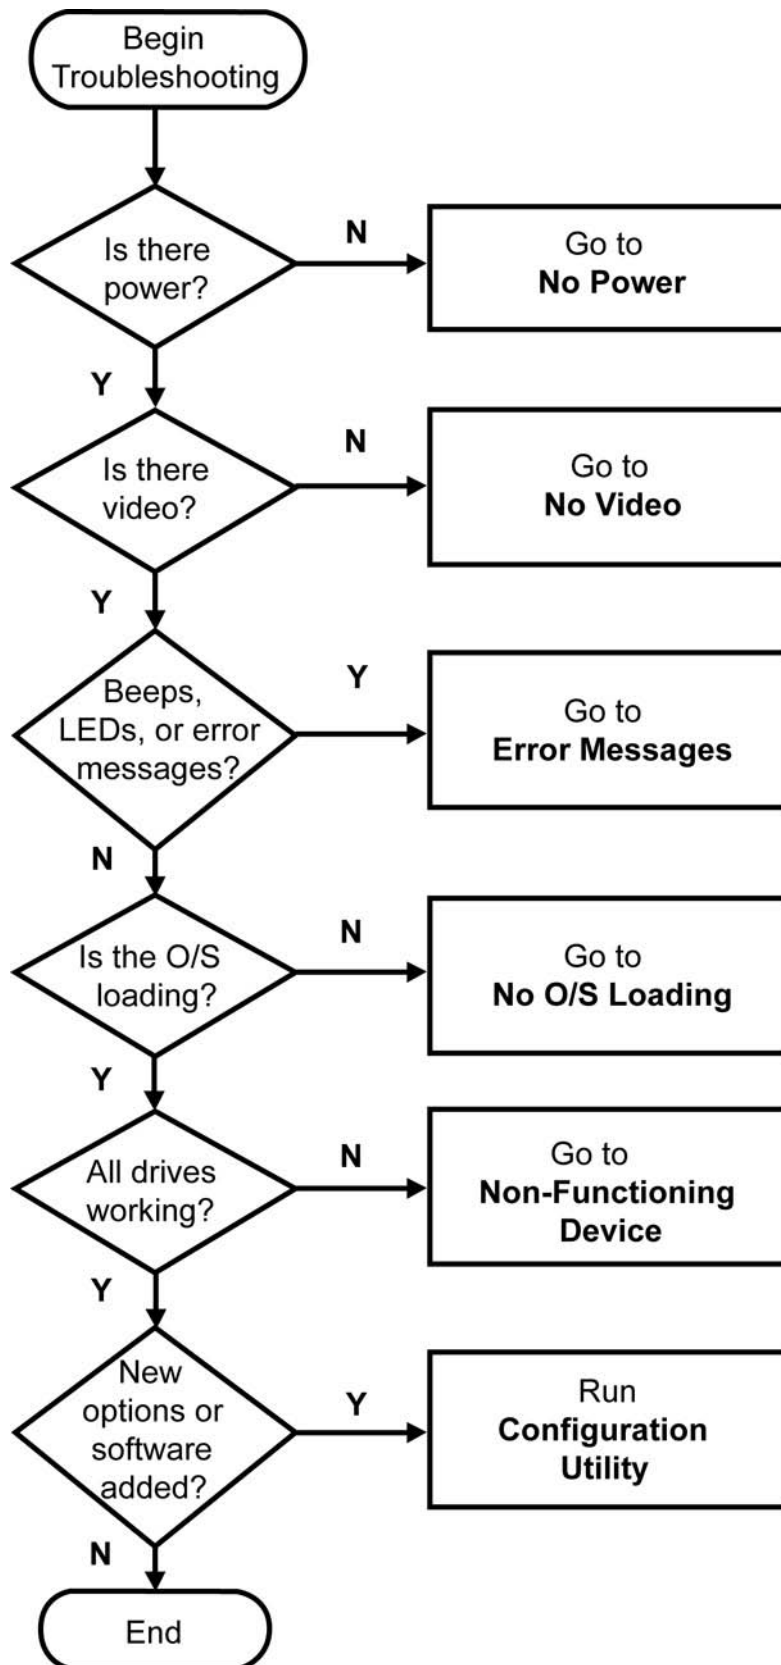 Begin
Troubleshooting
Is there
power?
N
Go to
No Power
Y
Is there
video?
N
Go to
No Video
Y
Beeps,
LEDs, or error
messages?
Y
Go to
Error Messages
N
Is the O/S
loading?
N
Go to
No O/S Loading
Y
All drives
working?
N
Go to
Non-Functioning
Device
Y
New
options or
software
added?
Y
Run
Configuration
Utility
N
End